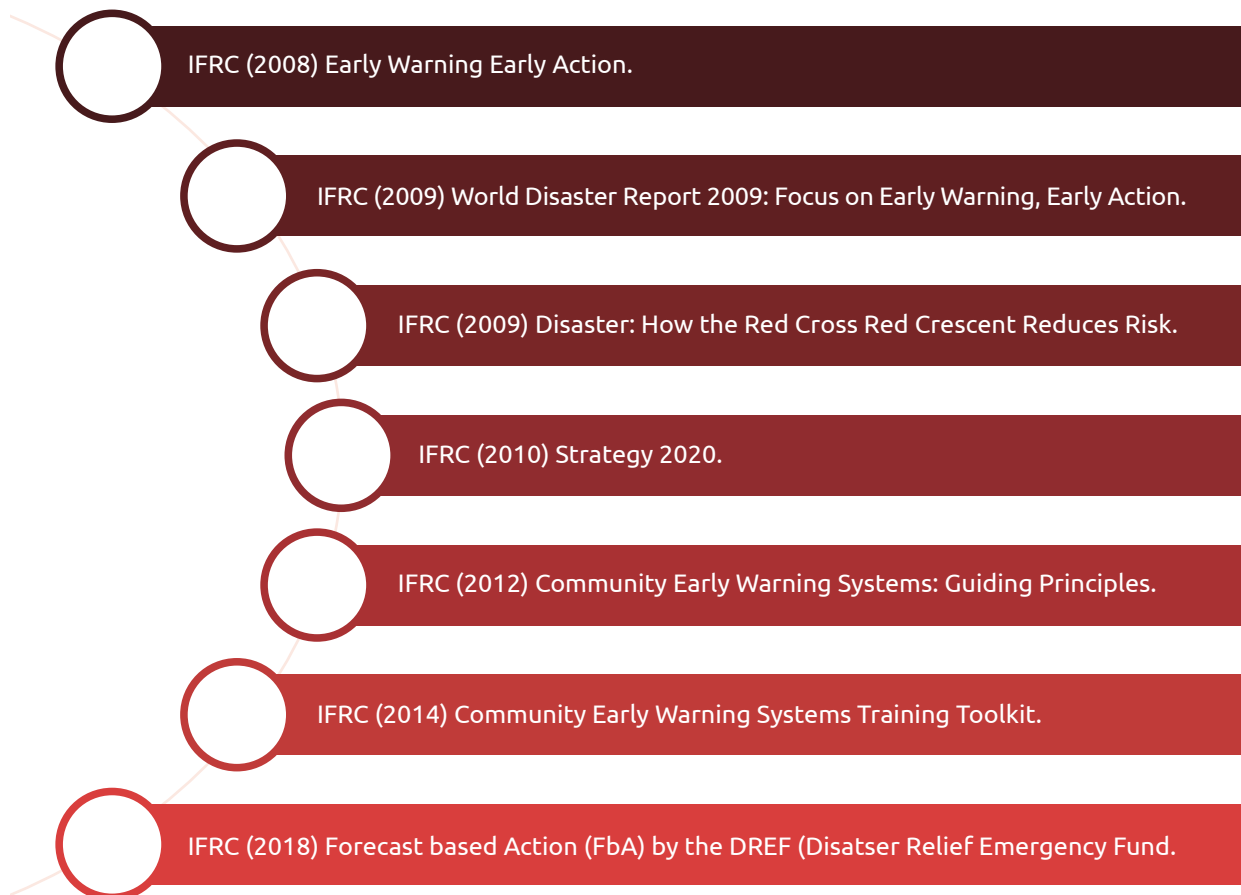 IFRC (2008) Early Warning Early Action.
IFRC (2009) World Disaster Report 2009: Focus on Early Warning, Early Action.
IFRC (2009) Disaster: How the Red Cross Red Crescent Reduces Risk.
IFRC (2010) Strategy 2020.
IFRC (2012) Community Early Warning Systems: Guiding Principles.
IFRC (2014) Community Early Warning Systems Training Toolkit.
IFRC (2018) Forecast based Action (FbA) by the DREF (Disatser Relief Emergency Fund.